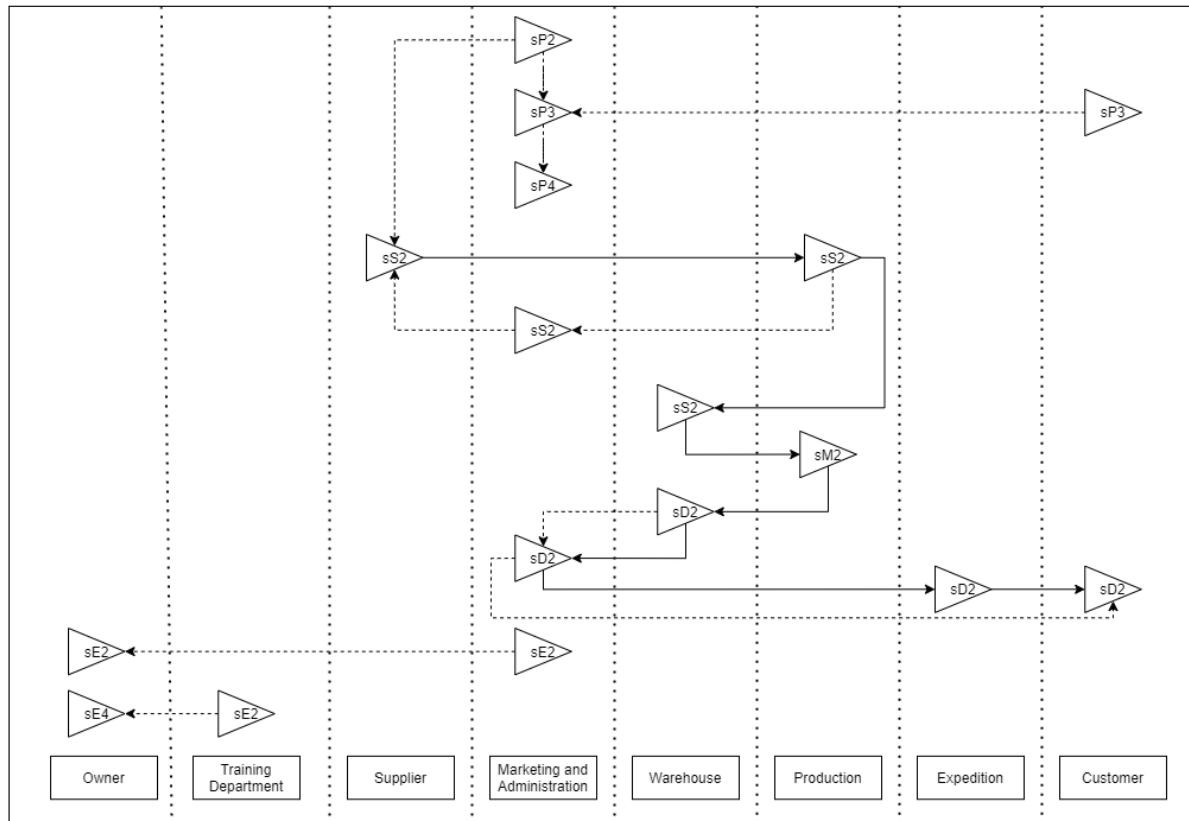 sP2
sP3
sP3
sP4
sS2
sS2
sS2
sS2
sM2
sD2
sD2
sD2
sD2
sE2
sE2
sE4
sE2
Owner
Training
Department
Supplier
Marketing and
Administration
Warehouse
Production
Expedition
Customer